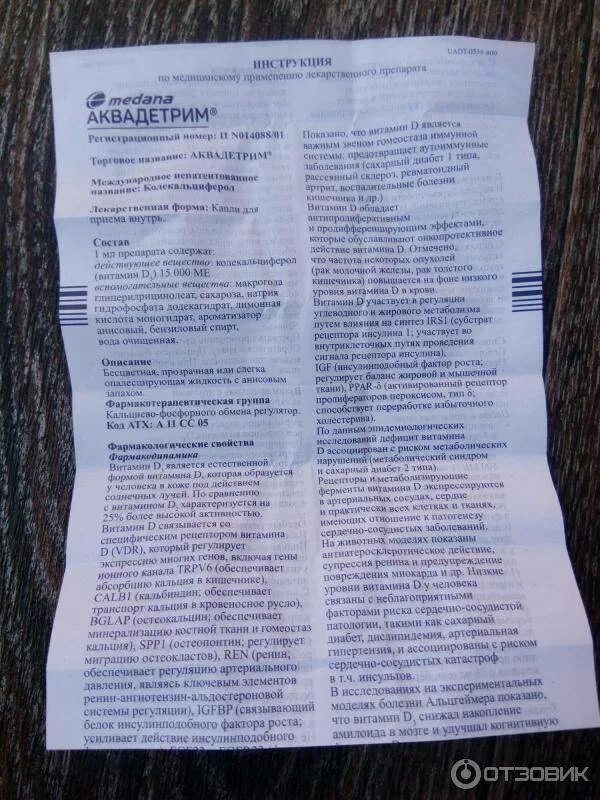 UADT-0559-800
ИНСТРУКЦИЯ
по медицинскому применению лекарственного препарата
medana
АКВАДЕТРИМ®
Регистрационный номер: П N014088/01
Торговое название: АКВАДЕТРИМ®
Международное непатентованное
название: Колекальциферол
Лекарственная форма: Капли для
приема внутрь.
Состав
1 мл препарата содержат:
действующее вещество: колекальциферол
(витамин D₃) 15 000 МЕ
вспомогательные вещества: макрогола
глицерилрицинолеат, сахароза, натрия
гидрофосфата додекагидрат, лимонная
кислота моногидрат, ароматизатор
анисовый, бензиловый спирт,
вода очищенная.
Описание
Бесцветная, прозрачная или слегка
опалесцирующая жидкость с анисовым
запахом.
Фармакотерапевтическая группа
Кальциево-фосфорного обмена регулятор.
Код АТХ: А 11 СС 05
Фармакологические свойства
Фармакодинамика
Витамин D₃ является естественной
формой витамина D, которая образуется
у человека в коже под действием
солнечных лучей. По сравнению
с витамином D₂ характеризуется на
25% более высокой активностью.
Витамин D связывается со
специфическим рецептором витамина
D (VDR), который регулирует
экспрессию многих генов, включая гены
ионного канала TRPV6 (обеспечивает
абсорбцию кальция в кишечнике),
CALB1 (кальбиндин; обеспечивает
транспорт кальция в кровеносное русло),
BGLAP (остеокальцин; обеспечивает
минерализацию костной ткани и гомеостаз
кальция), SPP1 (остеопонтин; регулирует
миграцию остеокластов), REN (ренин;
обеспечивает регуляцию артериального
давления, являясь ключевым элементов
ренин-ангиотензин-альдостероновой
системы регуляции), IGFBP (связывающий
белок инсулинподобного фактора роста;
усиливает действие инсулинподобного
Показано, что витамин D является
важным звеном гомеостаза иммунной
системы: предотвращает аутоиммунные
заболевания (сахарный диабет 1 типа,
рассеянный склероз, ревматоидный
артрит, воспалительные болезни
кишечника и др.)
Витамин D обладает
антипролиферативным
и продифференцирующим эффектами,
которые обуславливают онкопротективное
действие витамина D. Отмечено,
что частота некоторых опухолей
(рак молочной железы, рак толстого
кишечника) повышается на фоне низкого
уровня витамина D в крови.
Витамин D участвует в регуляции
углеводного и жирового метаболизма
путем влияния на синтез IRS1 (субстрат
рецептора инсулина 1; участвует во
внутриклеточных путях проведения
сигнала рецептора инсулина),
IGF (инсулинподобный фактор роста;
регулирует баланс жировой и мышечной
ткани), PPAR-δ (активированный рецептор
пролифераторов пероксисом, тип δ;
способствует переработке избыточного
холестерина).
По данным эпидемиологических
исследований дефицит витамина
D ассоциирован с риском метаболических
нарушений (метаболический синдром
и сахарный диабет 2 типа).
Рецепторы и метаболизирующие
ферменты витамина D экспрессируются
в артериальных сосудах, сердце
и практически всех клетках и тканях,
имеющих отношение к патогенезу
сердечно-сосудистых заболеваний.
На животных моделях показаны
антиатеросклеротическое действие,
супрессия ренина и предупреждение
повреждения миокарда и др. Низкие
уровни витамина D у человека
связаны с неблагоприятными
факторами риска сердечно-сосудистой
патологии, такими как сахарный
диабет, дислипидемия, артериальная
гипертензия, и ассоциированы с риском
сердечно-сосудистых катастроф
в т.ч. инсультов.
В исследованиях на экспериментальных
моделях болезни Альцгеймера показано,
что витамин D₃ снижал накопление
амилоида в мозге и улучшал когнитивную
ОТЗОВИК